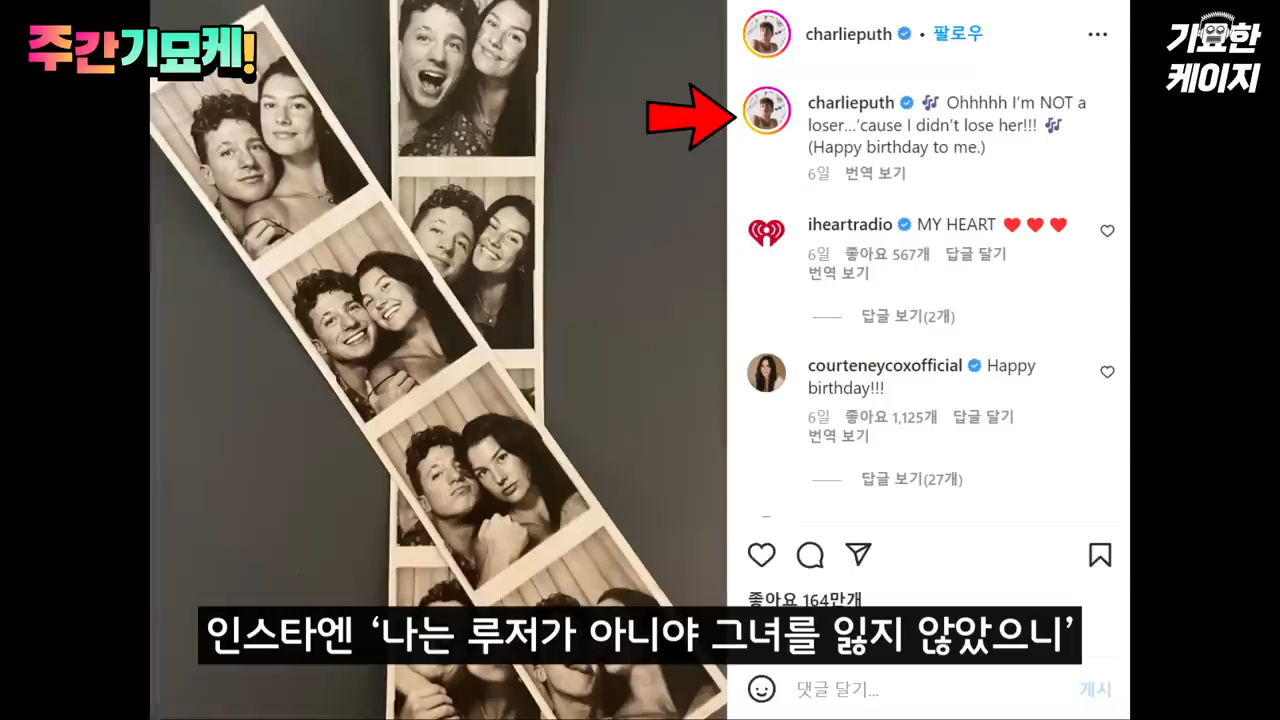 주간기묘케!
기묘한
케이지
charlieputh • 팔로우
charlieputh 🎶 Ohhhhh I’m NOT a
loser...’cause I didn’t lose her!!! 🎶
(Happy birthday to me.)
6일 번역 보기
iheartradio MY HEART ♥️ ♥️ ♥️
6일 좋아요 567개 답글 달기
번역 보기
답글 보기(2개)
courteneycoxofficial Happy
birthday!!!
6일 좋아요 1,125개 답글 달기
번역 보기
답글 보기(27개)
좋아요 164만개
인스타엔 ‘나는 루저가 아니야 그녀를 잃지 않았으니’
댓글 달기...
게시